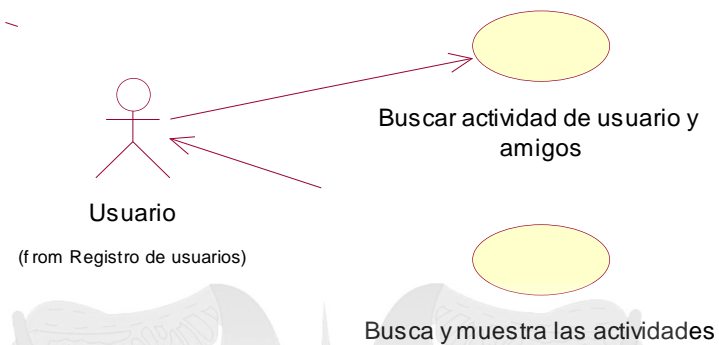 Buscar actividad de usuario y
amigos
Usuario
(from Registro de usuarios)
Busca y muestra las actividades